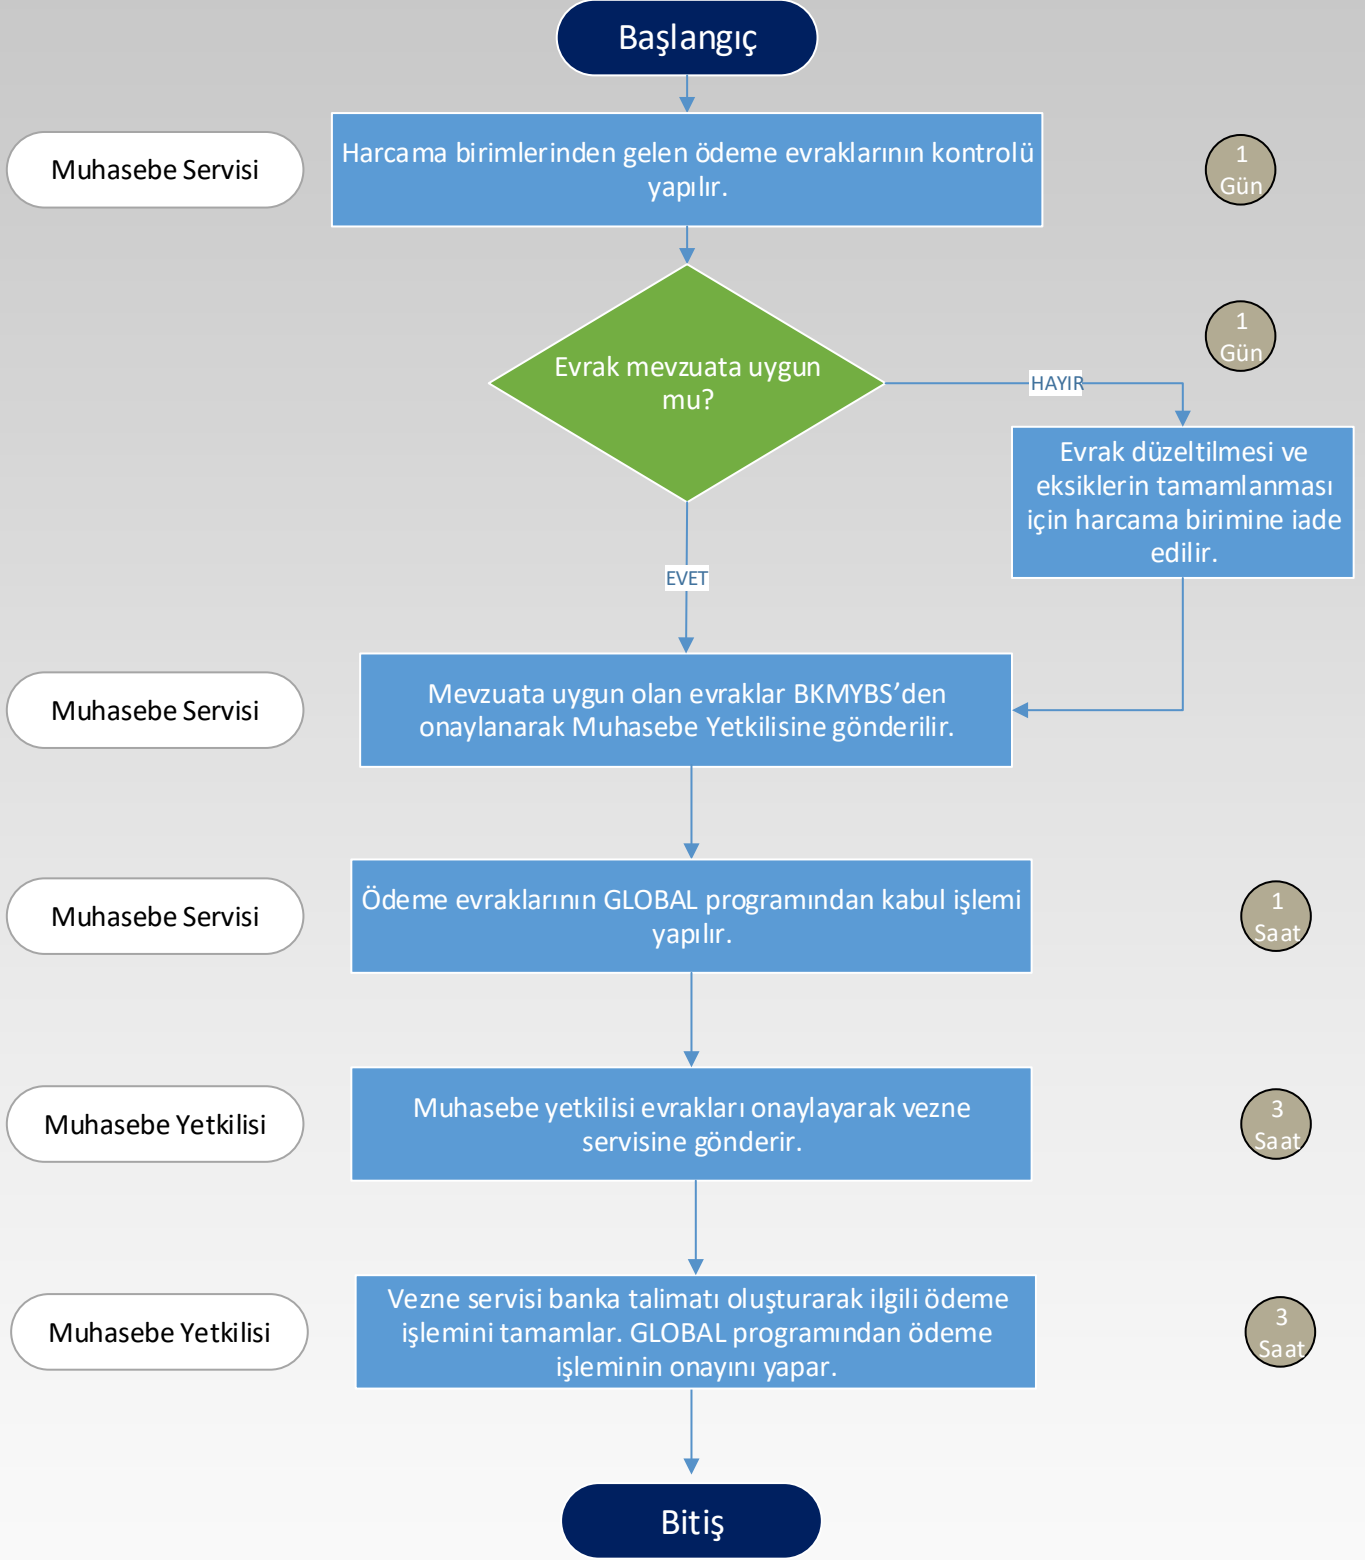 Başlangıç
Muhasebe Servisi
Harcama birimlerinden gelen ödeme evraklarının kontrolü
yapılır.
1
Gün
1
Gün
Evrak mevzuata uygun
mu?
HAYIR
Evrak düzeltilmesi ve
eksiklerin tamamlanması
için harcama birimine iade
edilir.
EVET
Muhasebe Servisi
Mevzuata uygun olan evraklar BKMYBS’den
onaylanarak Muhasebe Yetkilisine gönderilir.
Muhasebe Servisi
Ödeme evraklarının GLOBAL programından kabul işlemi
yapılır.
1
Saat
Muhasebe Yetkilisi
Muhasebe yetkilisi evrakları onaylayarak vezne
servisine gönderir.
3
Saat
Muhasebe Yetkilisi
Vezne servisi banka talimatı oluşturarak ilgili ödeme
işlemini tamamlar. GLOBAL programından ödeme
işleminin onayını yapar.
3
Saat
Bitiş